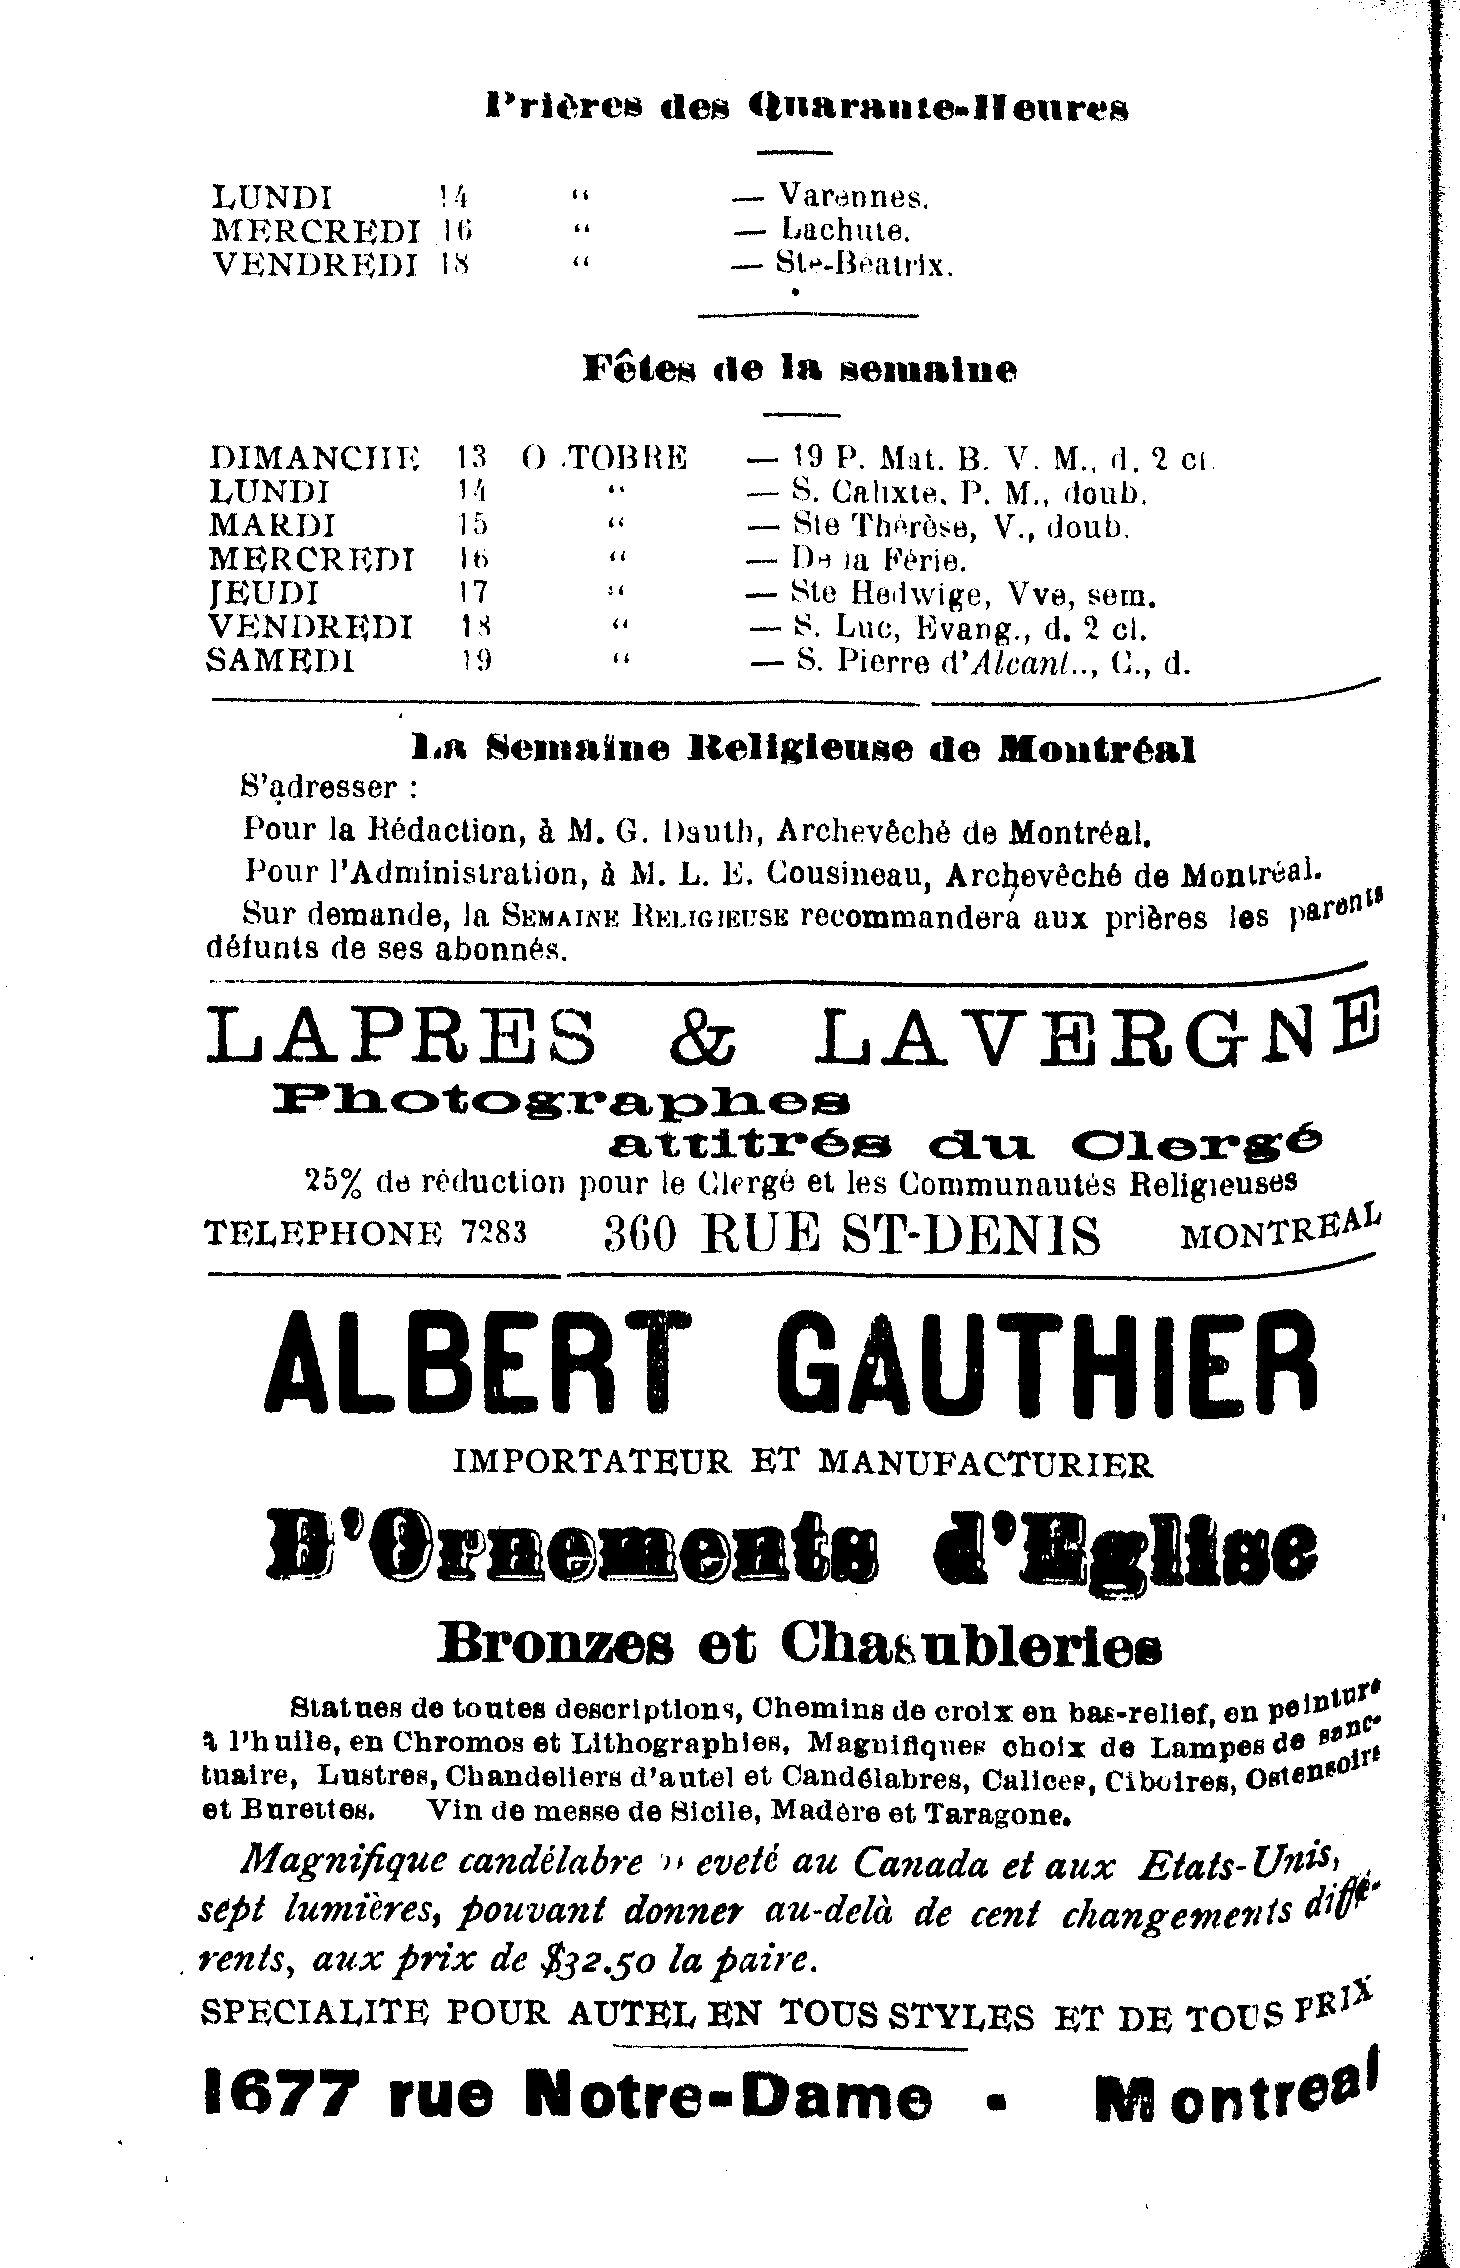 Prières des Quarante-Heures
LUNDI 14 “ — Varennes.
MERCREDI 16 “ — Lachute.
VENDREDI 18 “ — Ste-Béatrix.
Fêtes de la semaine
DIMANCHE 13 O .TOBRE — 19 P. Mat. B. V. M., d. 2 cl.
LUNDI 14 “ — S. Calixte, P. M., doub.
MARDI 15 “ — Ste Thérèse, V., doub.
MERCREDI 16 “ — De la Férie.
JEUDI 17 “ — Ste Hedwige, Vve, sem.
VENDREDI 18 “ — S. Luc, Evang., d. 2 cl.
SAMEDI 19 “ — S. Pierre d'Alcant.., C., d.
La Semaine Religieuse de Montréal
S'adresser :
Pour la Rédaction, à M. G. Dauth, Archevêché de Montréal.
Pour l'Administration, à M. L. E. Cousineau, Archevêché de Montréal.
Sur demande, la SEMAINE RELIGIEUSE recommandera aux prières les parents
défunts de ses abonnés.
LAPRES & LAVERGNE
Photographes
attitrés du Clergé
25% de réduction pour le Clergé et les Communautés Religieuses
TELEPHONE 7283 360 RUE ST-DENIS MONTREAL
ALBERT GAUTHIER
IMPORTATEUR ET MANUFACTURIER
D'Ornements d'Eglise
Bronzes et Chasubleries
Statues de toutes descriptions, Chemins de croix en bas-relief, en peinture
à l'huile, en Chromos et Lithographies, Magnifiques choix de Lampes de sanc-
tuaire, Lustres, Chandeliers d'autel et Candélabres, Calices, Ciboires, Ostensoirs
et Burettes. Vin de messe de Sicile, Madère et Taragone.
Magnifique candélabre eveté au Canada et aux Etats-Unis,
sept lumières, pouvant donner au-delà de cent changements diffé-
rents, aux prix de $32.50 la paire.
SPECIALITE POUR AUTEL EN TOUS STYLES ET DE TOUS PRIX
1677 rue Notre-Dame - Montreal